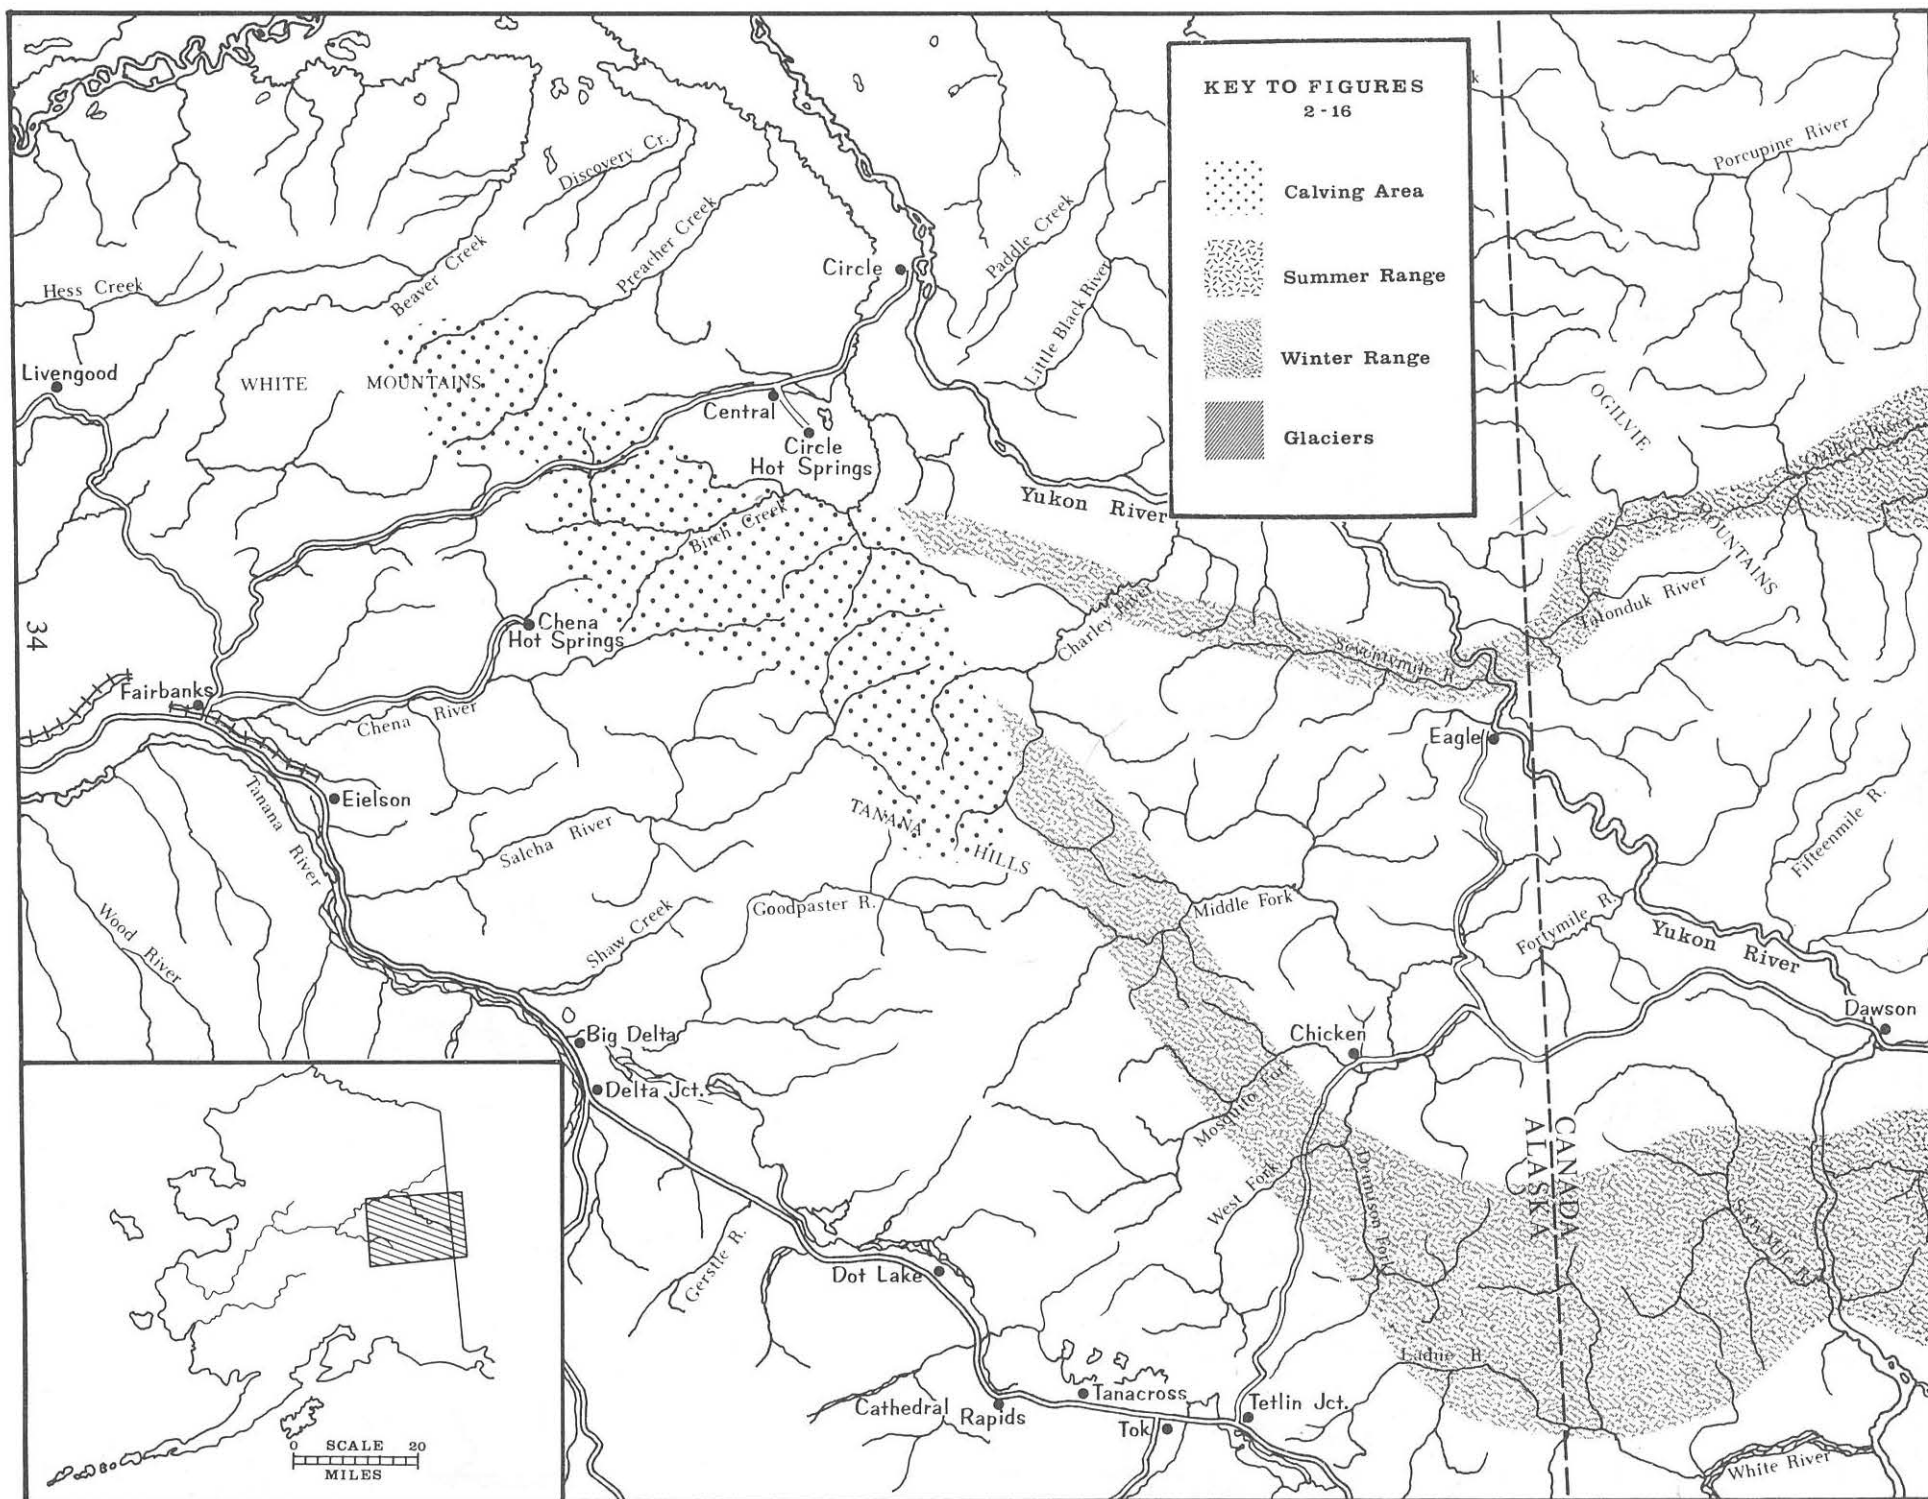 KEY TO FIGURES
2 - 16
Calving Area
Summer Range
Winter Range
Glaciers
Porcupine River
Discovery Cr.
Preacher Creek
Beaver Creek
Hess Creek
Paddle Creek
Little Black River
Circle
Livengood
WHITE MOUNTAINS
Central
Circle
Hot Springs
OGILVIE
MOUNTAINS
Yukon River
Birch Creek
Chena
Hot Springs
Charley River
Seventymile R.
Tatonduk River
34
Fairbanks
Chena River
Eagle
Eielson
Tanana River
TANANA
HILLS
Salcha River
Fifteenmile R.
Wood River
Shaw Creek
Goodpaster R.
Middle Fork
Fortymile R.
Yukon River
Dawson
Big Delta
Chicken
Delta Jct.
Mosquito Fork
West Fork
Dennison Fork
CANADA
ALASKA
Sixty Mile R.
Gerstle R.
Dot Lake
Ladue R.
Cathedral Rapids
Tanacross
Tok
Tetlin Jct.
White River
0 SCALE 20
MILES